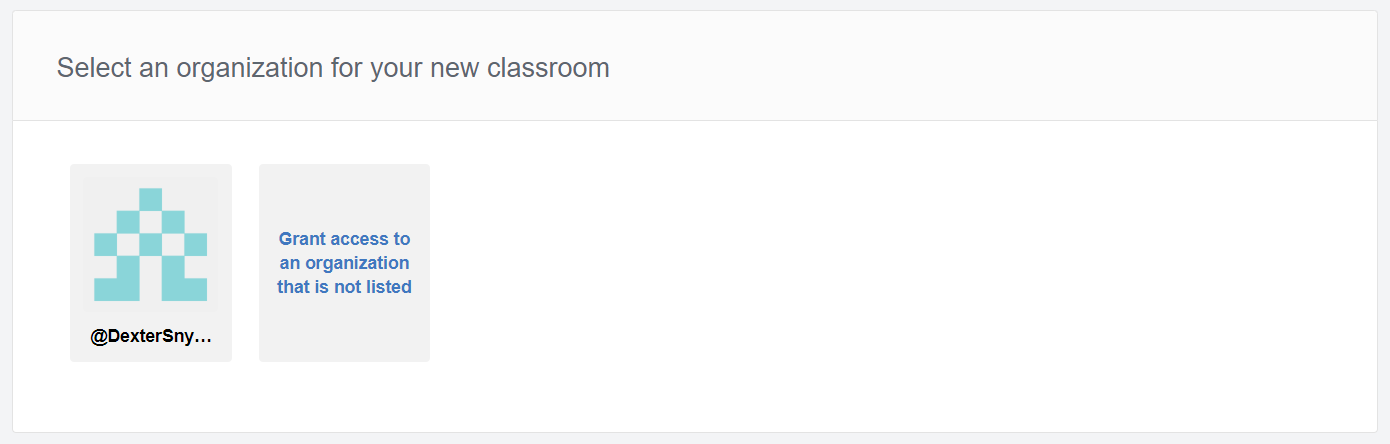 Select an organization for your new classroom
@DexterSny...
Grant access to
an organization
that is not listed